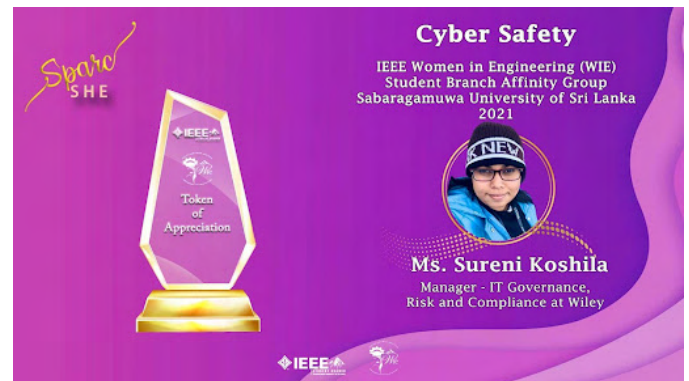 Sparc
SHE
IEEE
Token
of
Appreciation
Cyber Safety
IEEE Women in Engineering (WIE)
Student Branch Affinity Group
Sabaragamuwa University of Sri Lanka
2021
K NEW
Ms. Sureni Koshila
Manager - IT Governance,
Risk and Compliance at Wiley
IEEE